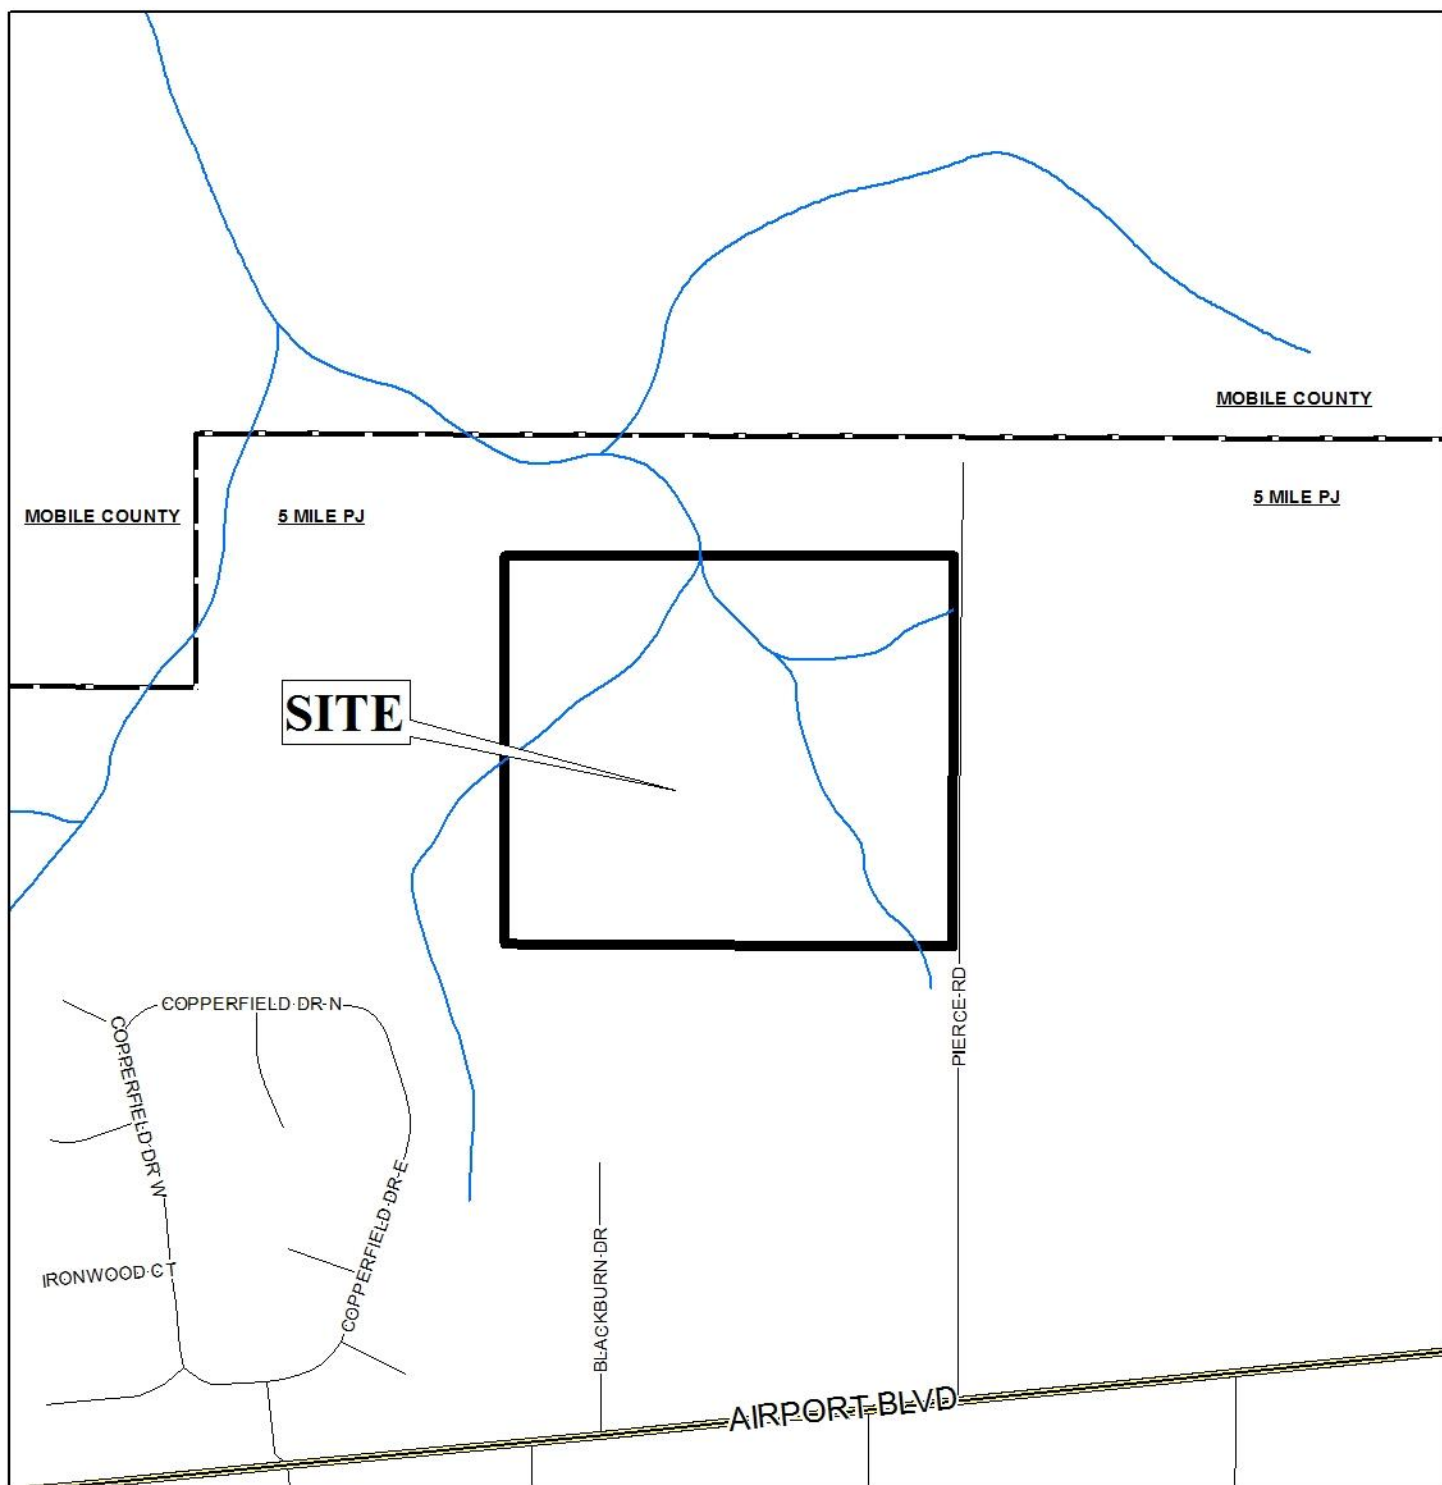 MOBILE COUNTY
5 MILE PJ
MOBILE COUNTY
5 MILE PJ
SITE
COPPERFIELD DR N
COPPERFIELD DR W
PIERCE RD
COPPERFIELD DR E
IRONWOOD CT
BLACKBURN DR
AIRPORT BLVD